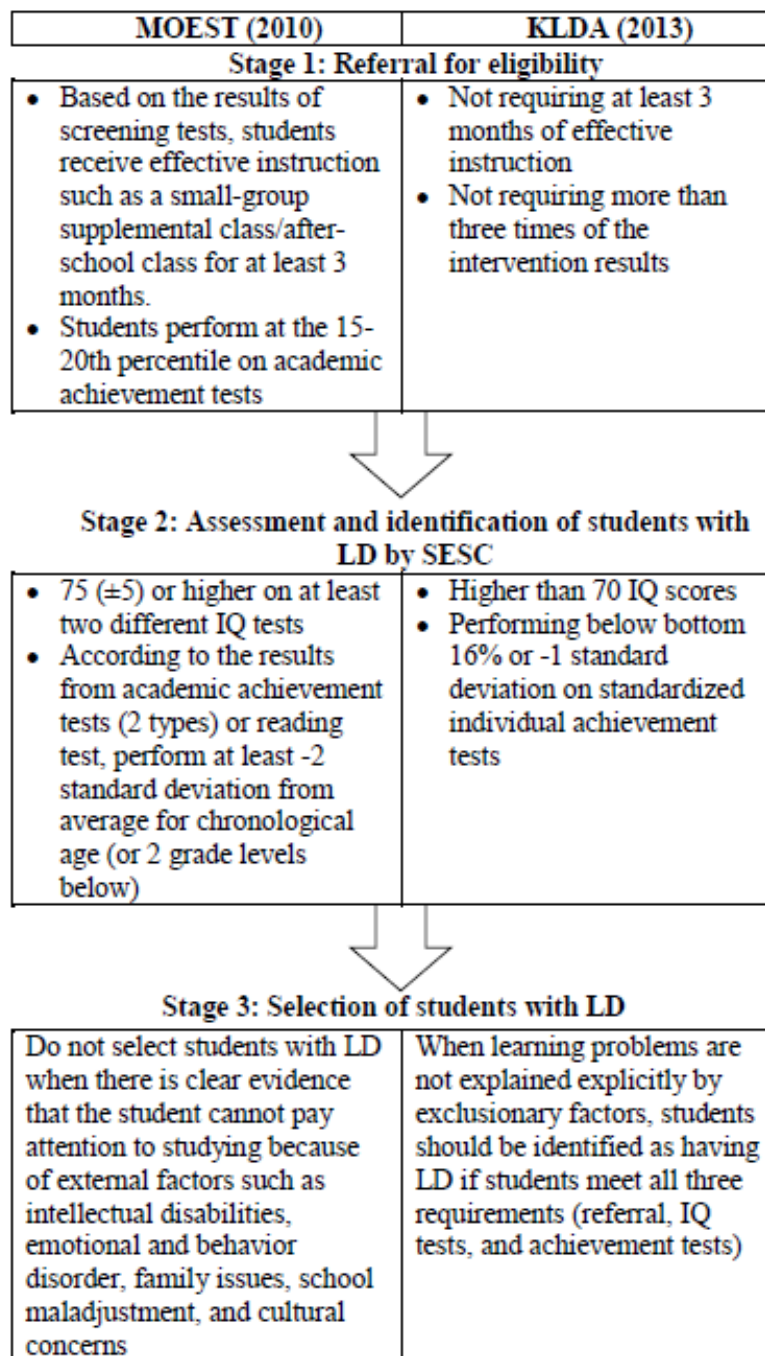 MOEST (2010) KLDA (2013)
Stage 1: Referral for eligibility
• Based on the results of
screening tests, students
receive effective instruction
such as a small-group
supplemental class/after-
school class for at least 3
months.
• Students perform at the 15-
20th percentile on academic
achievement tests
• Not requiring at least 3
months of effective
instruction
• Not requiring more than
three times of the
intervention results
Stage 2: Assessment and identification of students with
LD by SESC
• 75 (±5) or higher on at least
two different IQ tests
• According to the results
from academic achievement
tests (2 types) or reading
test, perform at least -2
standard deviation from
average for chronological
age (or 2 grade levels
below)
• Higher than 70 IQ scores
• Performing below bottom
16% or -1 standard
deviation on standardized
individual achievement
tests
Stage 3: Selection of students with LD
Do not select students with LD
when there is clear evidence
that the student cannot pay
attention to studying because
of external factors such as
intellectual disabilities,
emotional and behavior
disorder, family issues, school
maladjustment, and cultural
concerns
When learning problems are
not explained explicitly by
exclusionary factors, students
should be identified as having
LD if students meet all three
requirements (referral, IQ
tests, and achievement tests)